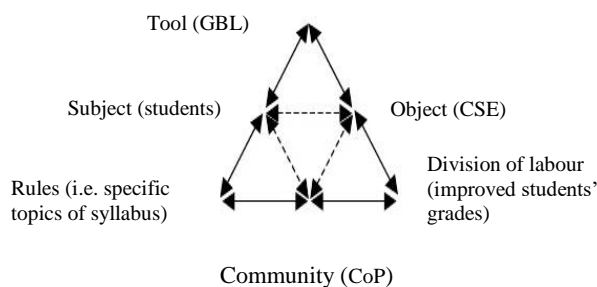 Tool (GBL)
Subject (students)
Object (CSE)
Rules (i.e. specific
topics of syllabus)
Division of labour
(improved students’
grades)
Community (CoP)